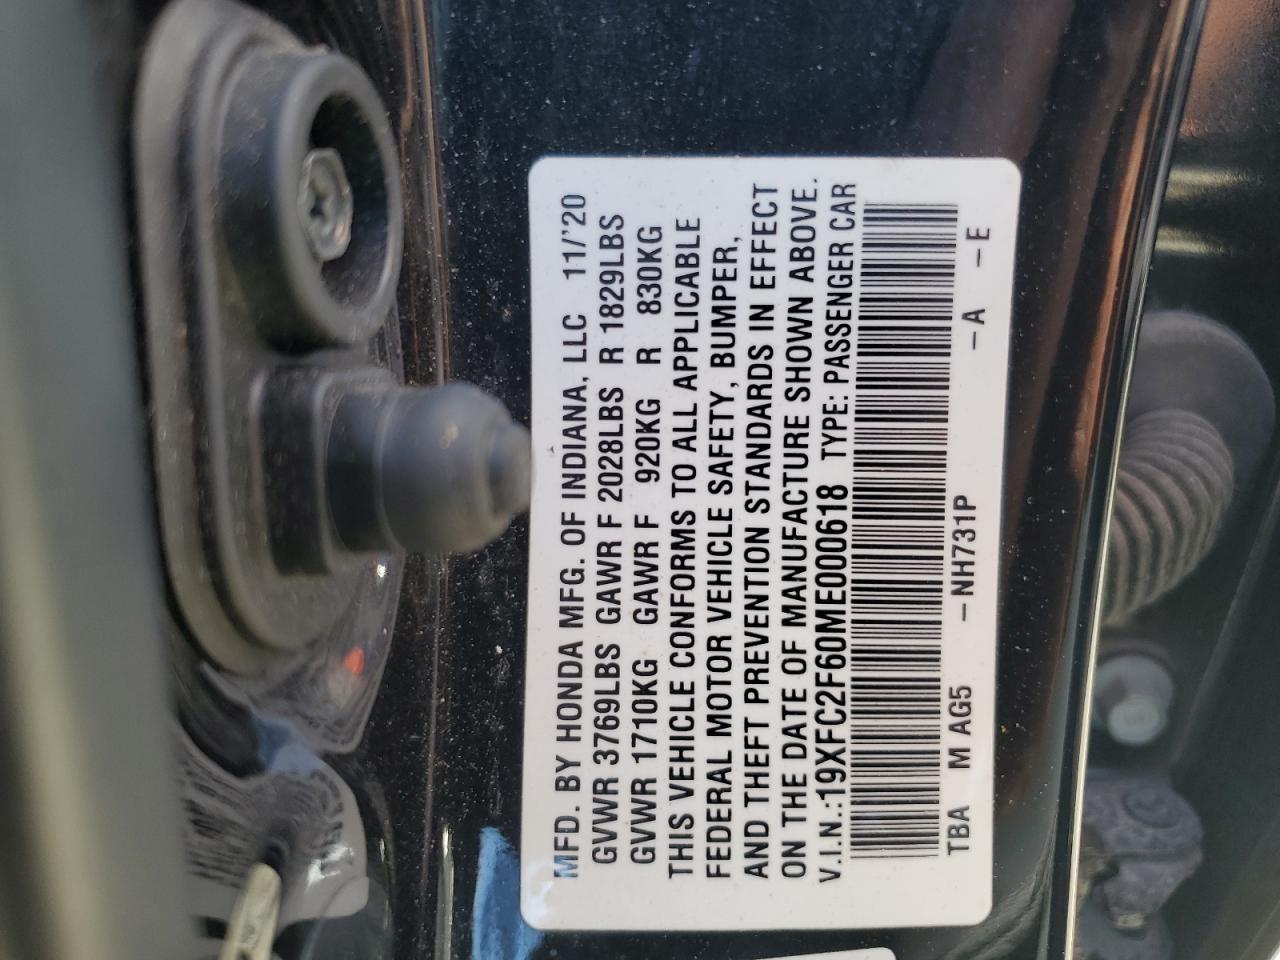 MFD. BY HONDA MFG. OF INDIANA, LLC 11/'20
GVWR 3769LBS GAWR F 2028LBS R 1829LBS
GVWR 1710KG GAWR F 920KG R 830KG
THIS VEHICLE CONFORMS TO ALL APPLICABLE
FEDERAL MOTOR VEHICLE SAFETY, BUMPER,
AND THEFT PREVENTION STANDARDS IN EFFECT
ON THE DATE OF MANUFACTURE SHOWN ABOVE.
V.I.N.:19XFC2F60ME000618 TYPE: PASSENGER CAR
TBA M AG5 –NH731P –A –E